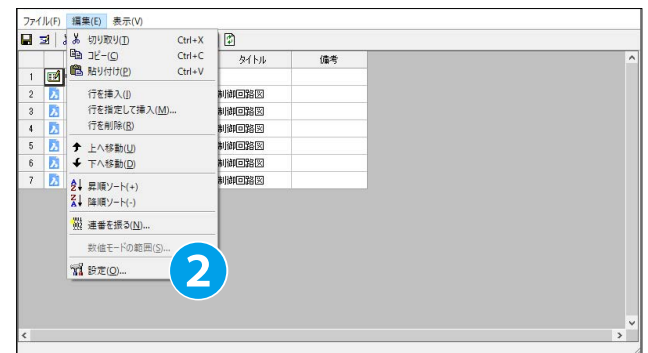 ファイル(F) 編集(E) 表示(V)
切り取り(T) Ctrl+X
コピー(C) Ctrl+C
貼り付け(P) Ctrl+V
行を挿入(I)
行を指定して挿入(M)...
行を削除(R)
上へ移動(U)
下へ移動(D)
昇順ソート(+)
降順ソート(-)
連番を振る(N)...
数値モードの範囲(S)...
設定(O)...
2
タイトル 備考
1
2 制御回路図
3 制御回路図
4 制御回路図
5 制御回路図
6 制御回路図
7 制御回路図